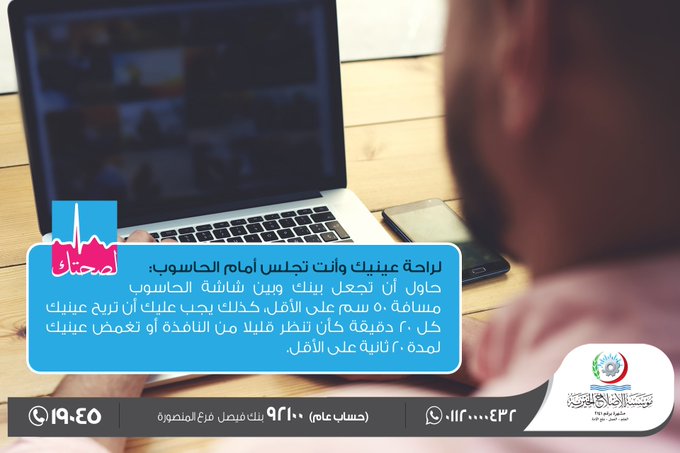 لصحتك
لراحة عينيك وأنت تجلس أمام الحاسوب:
حاول أن تجعل بينك وبين شاشة الحاسوب
مسافة ٥٠ سم على الأقل، كذلك يجب عليك أن تريح عينيك
كل ٢٠ دقيقة كأن تنظر قليلا من النافذة أو تغمض عينيك
لمدة ٢٠ ثانية على الأقل.
مؤسسة الإصلاح الخيرية
٠١١٢٠٠٠٠٤٣٢
(حساب عام) ٩٢١٠٠ بنك فيصل فرع المنصورة
١٩٠٤٥